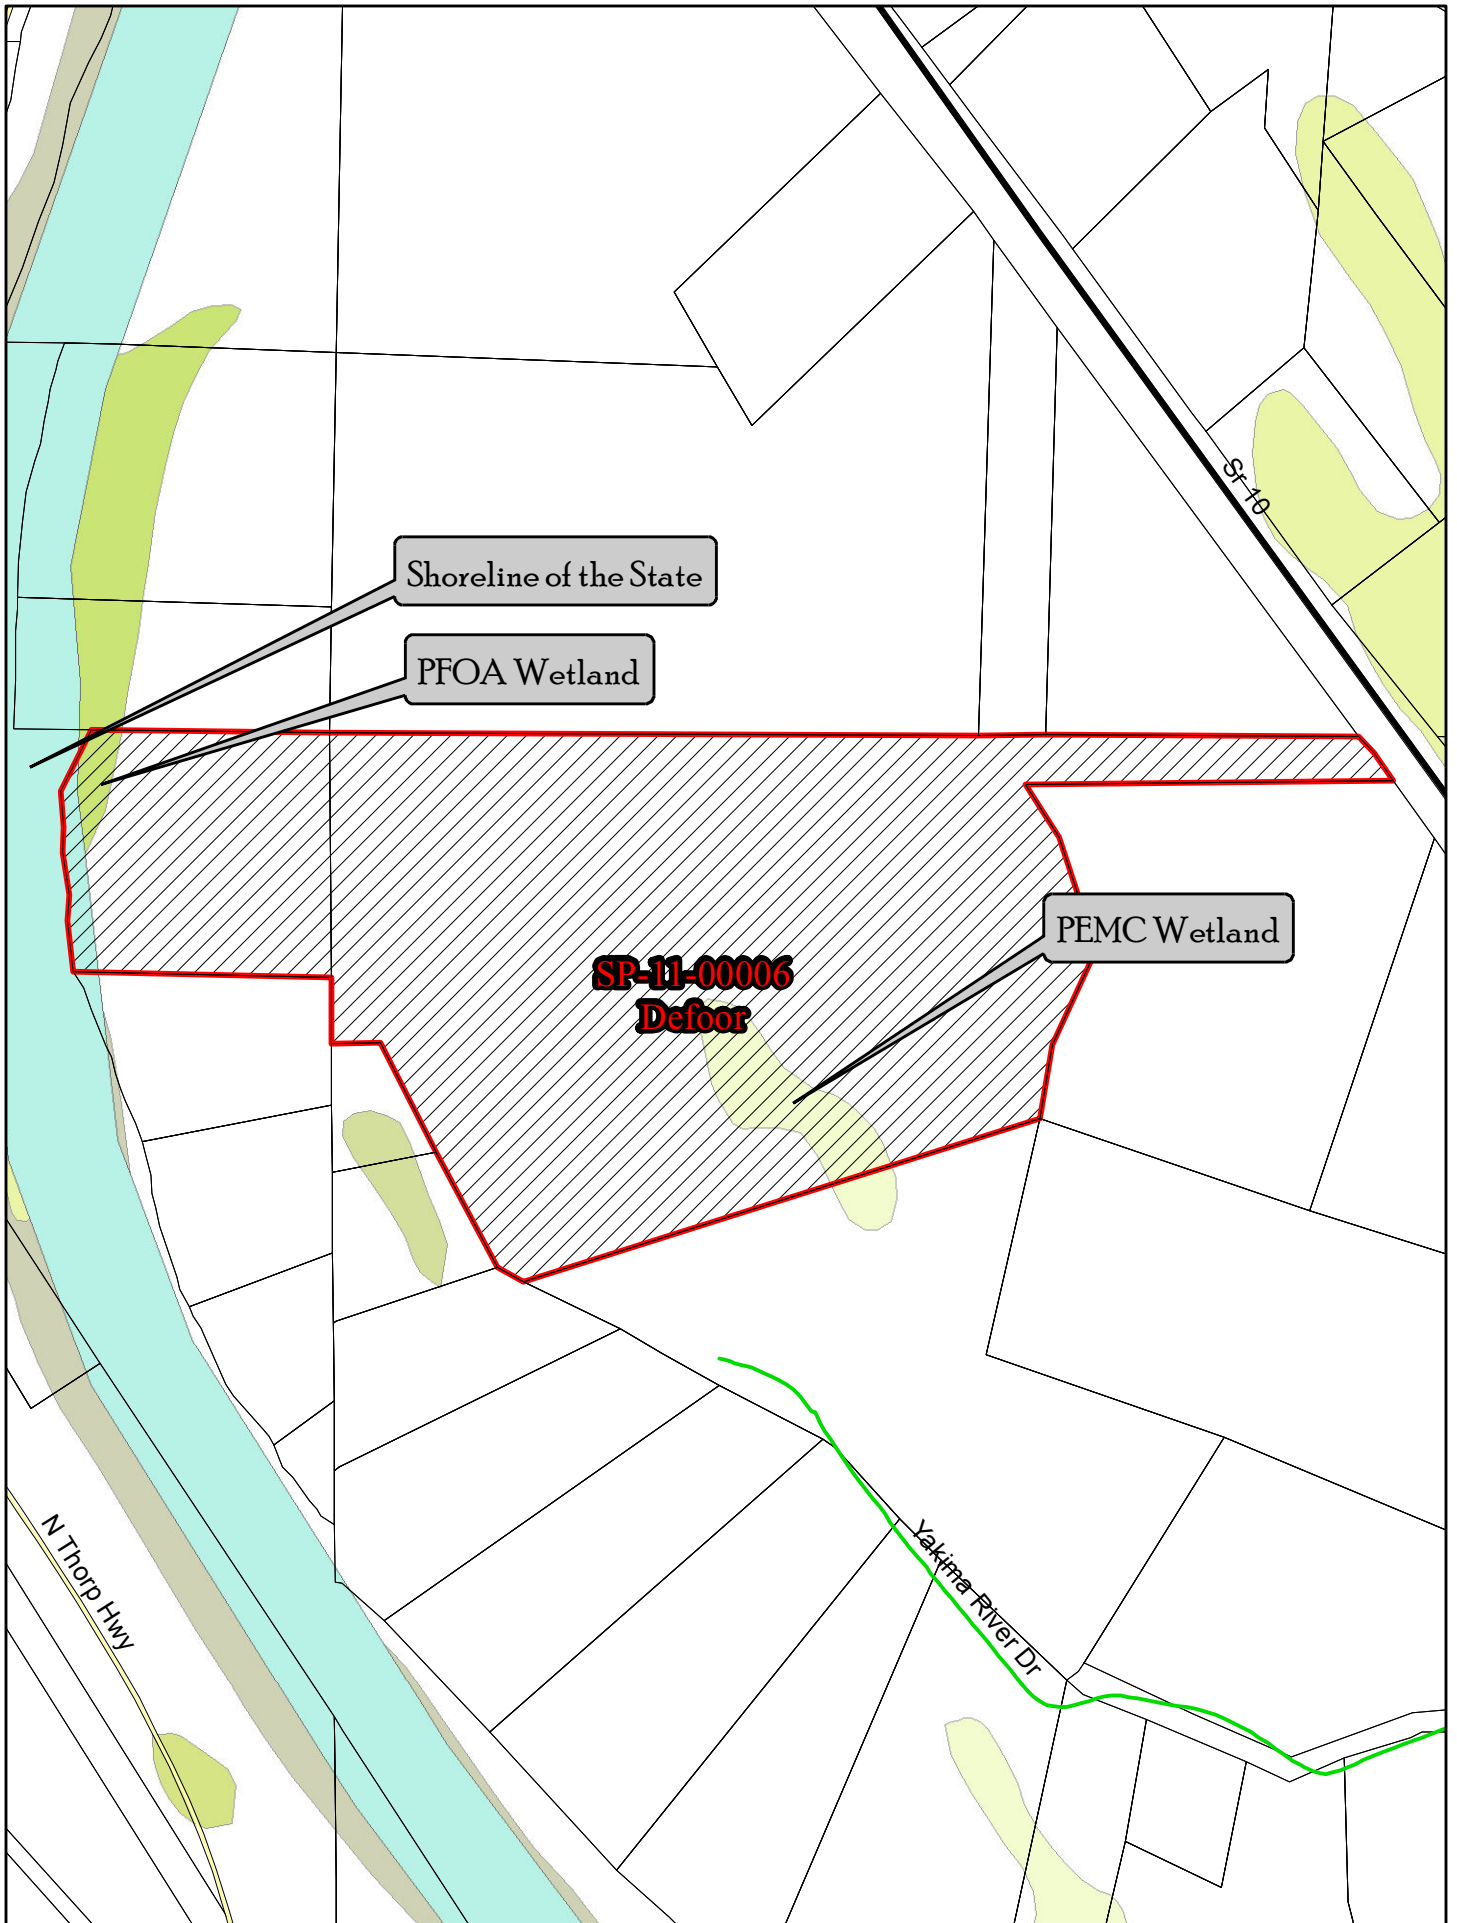 Sr 10
Shoreline of the State
PFOA Wetland
PEMC Wetland
SP-11-00006
Defoor
N Thorp Hwy
Yakima River Dr